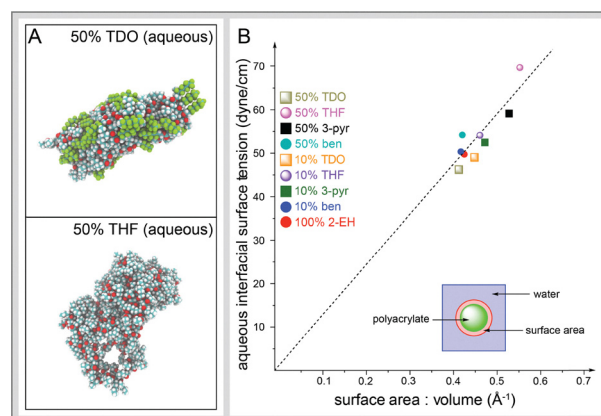 A
50% TDO (aqueous)
50% THF (aqueous)
B
aqueous interfacial surface tension (dyne/cm)
70
60
50
40
30
20
10
50% TDO
50% THF
50% 3-pyr
50% ben
10% TDO
10% THF
10% 3-pyr
10% ben
100% 2-EH
water
polyacrylate
surface area
0.1 0.2 0.3 0.4 0.5 0.6 0.7
surface area : volume (Å⁻¹)